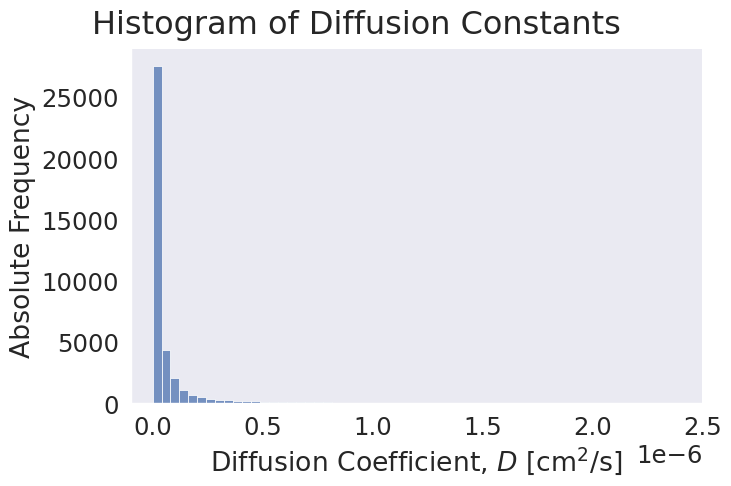 Histogram of Diffusion Constants
Absolute Frequency
25000
20000
15000
10000
5000
0
0.0 0.5 1.0 1.5 2.0 2.5
1e−6
Diffusion Coefficient, D [cm²/s]